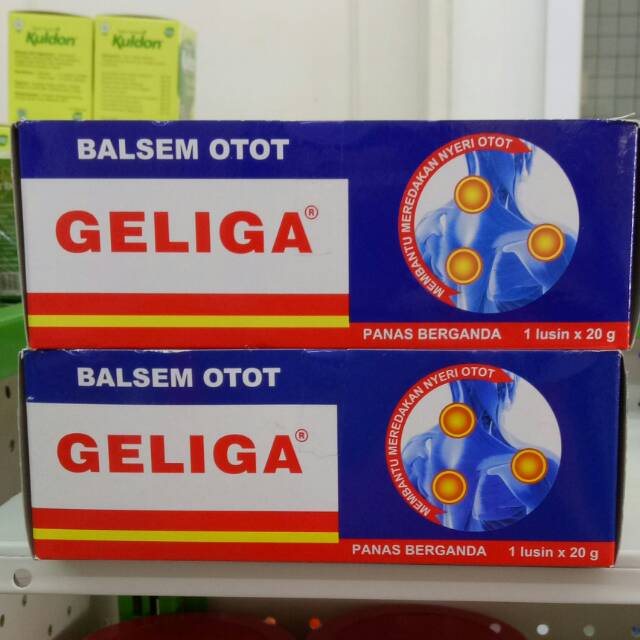 Kuldon
Kuldon
BALSEM OTOT
GELIGA®
MEMBANTU MEREDAKAN NYERI OTOT
PANAS BERGANDA 1 lusin x 20 g
BALSEM OTOT
GELIGA®
MEMBANTU MEREDAKAN NYERI OTOT
PANAS BERGANDA 1 lusin x 20 g